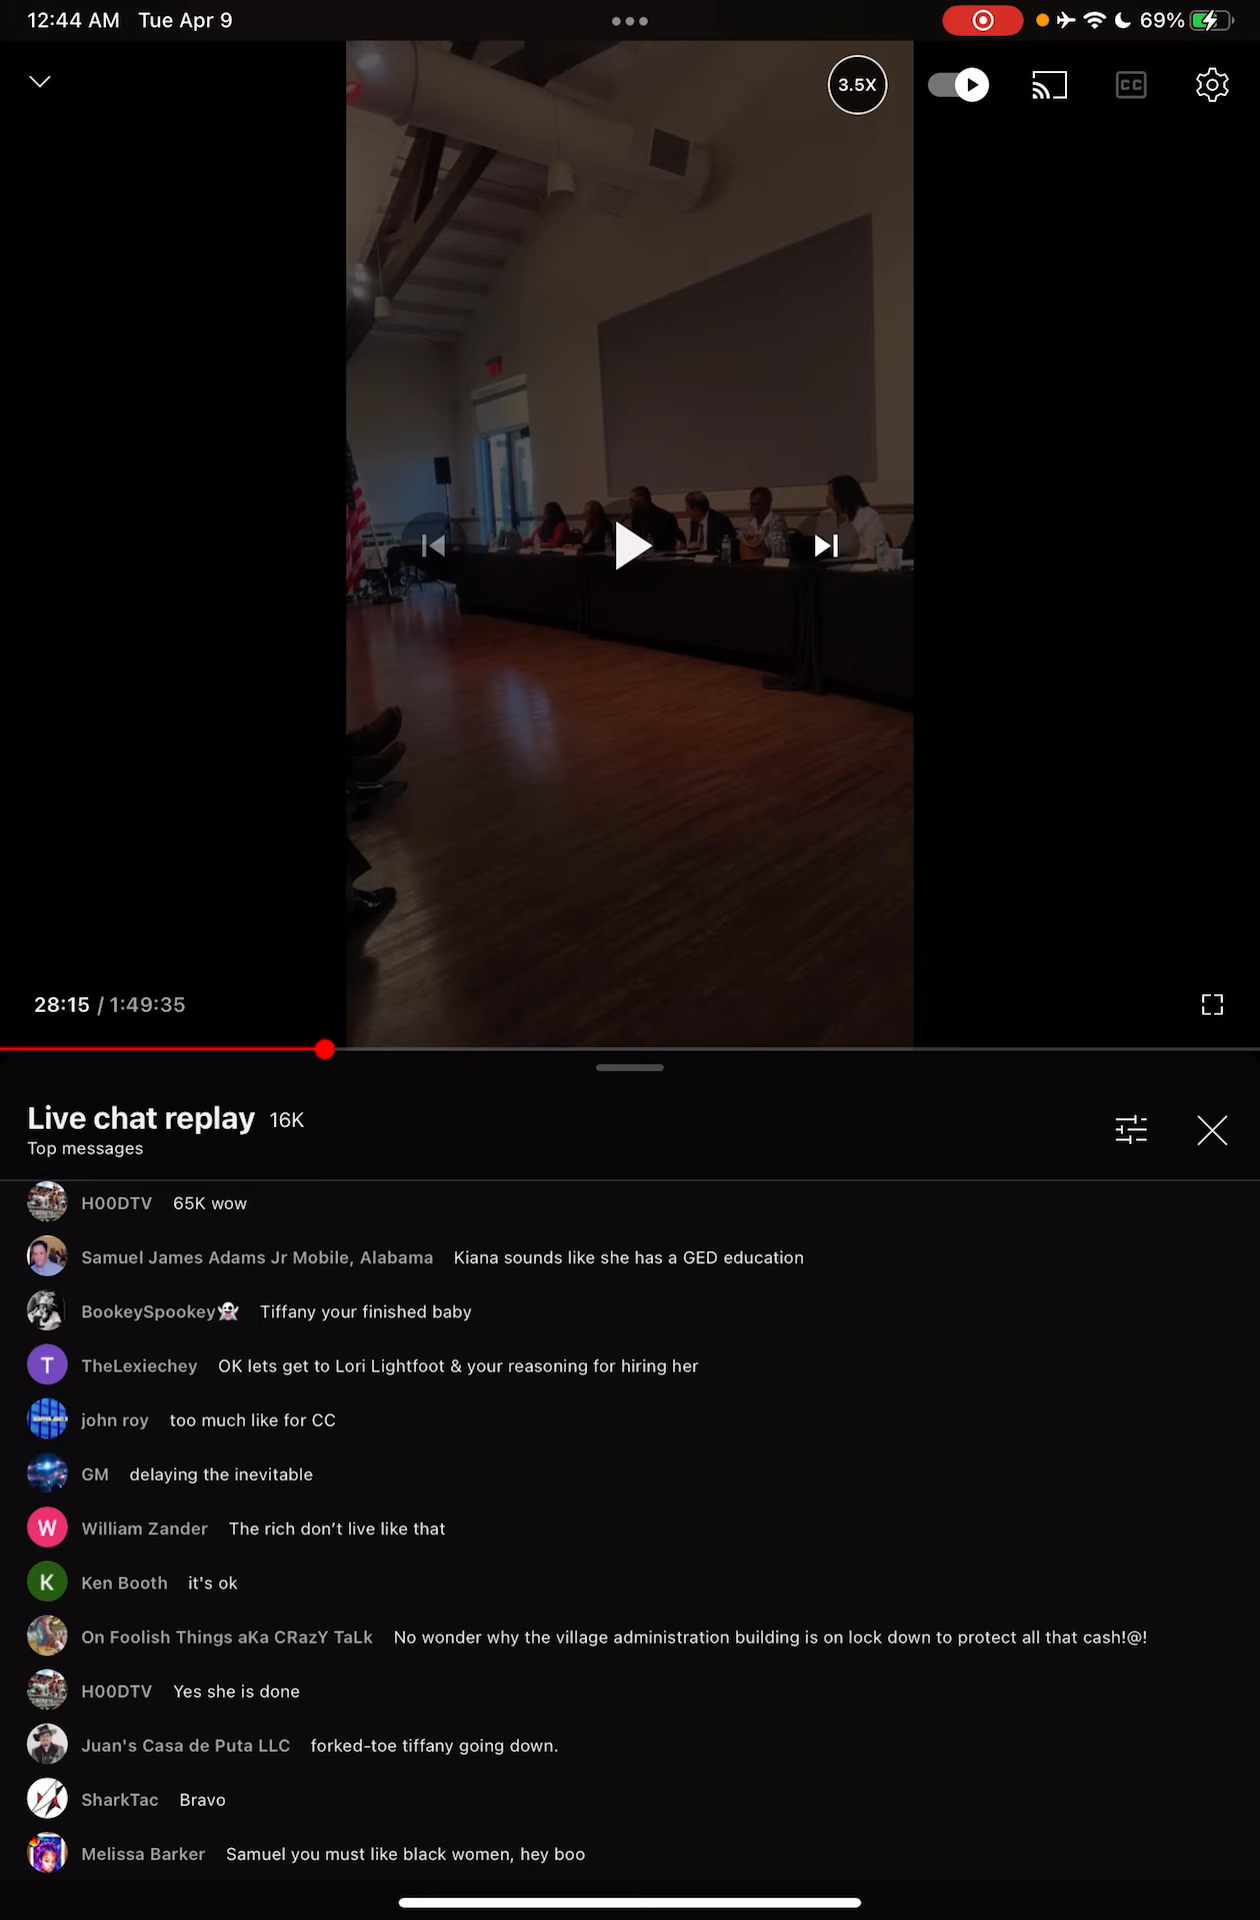 12:44 AM Tue Apr 9
69%
3.5X
CC
28:15 / 1:49:35
Live chat replay 16K
Top messages
H00DTV 65K wow
Samuel James Adams Jr Mobile, Alabama Kiana sounds like she has a GED education
BookeySpookey👻 Tiffany your finished baby
T TheLexiechey OK lets get to Lori Lightfoot & your reasoning for hiring her
john roy too much like for CC
GM delaying the inevitable
W William Zander The rich don’t live like that
K Ken Booth it's ok
On Foolish Things aKa CRazY TaLk No wonder why the village administration building is on lock down to protect all that cash!@!
H00DTV Yes she is done
Juan's Casa de Puta LLC forked-toe tiffany going down.
SharkTac Bravo
Melissa Barker Samuel you must like black women, hey boo